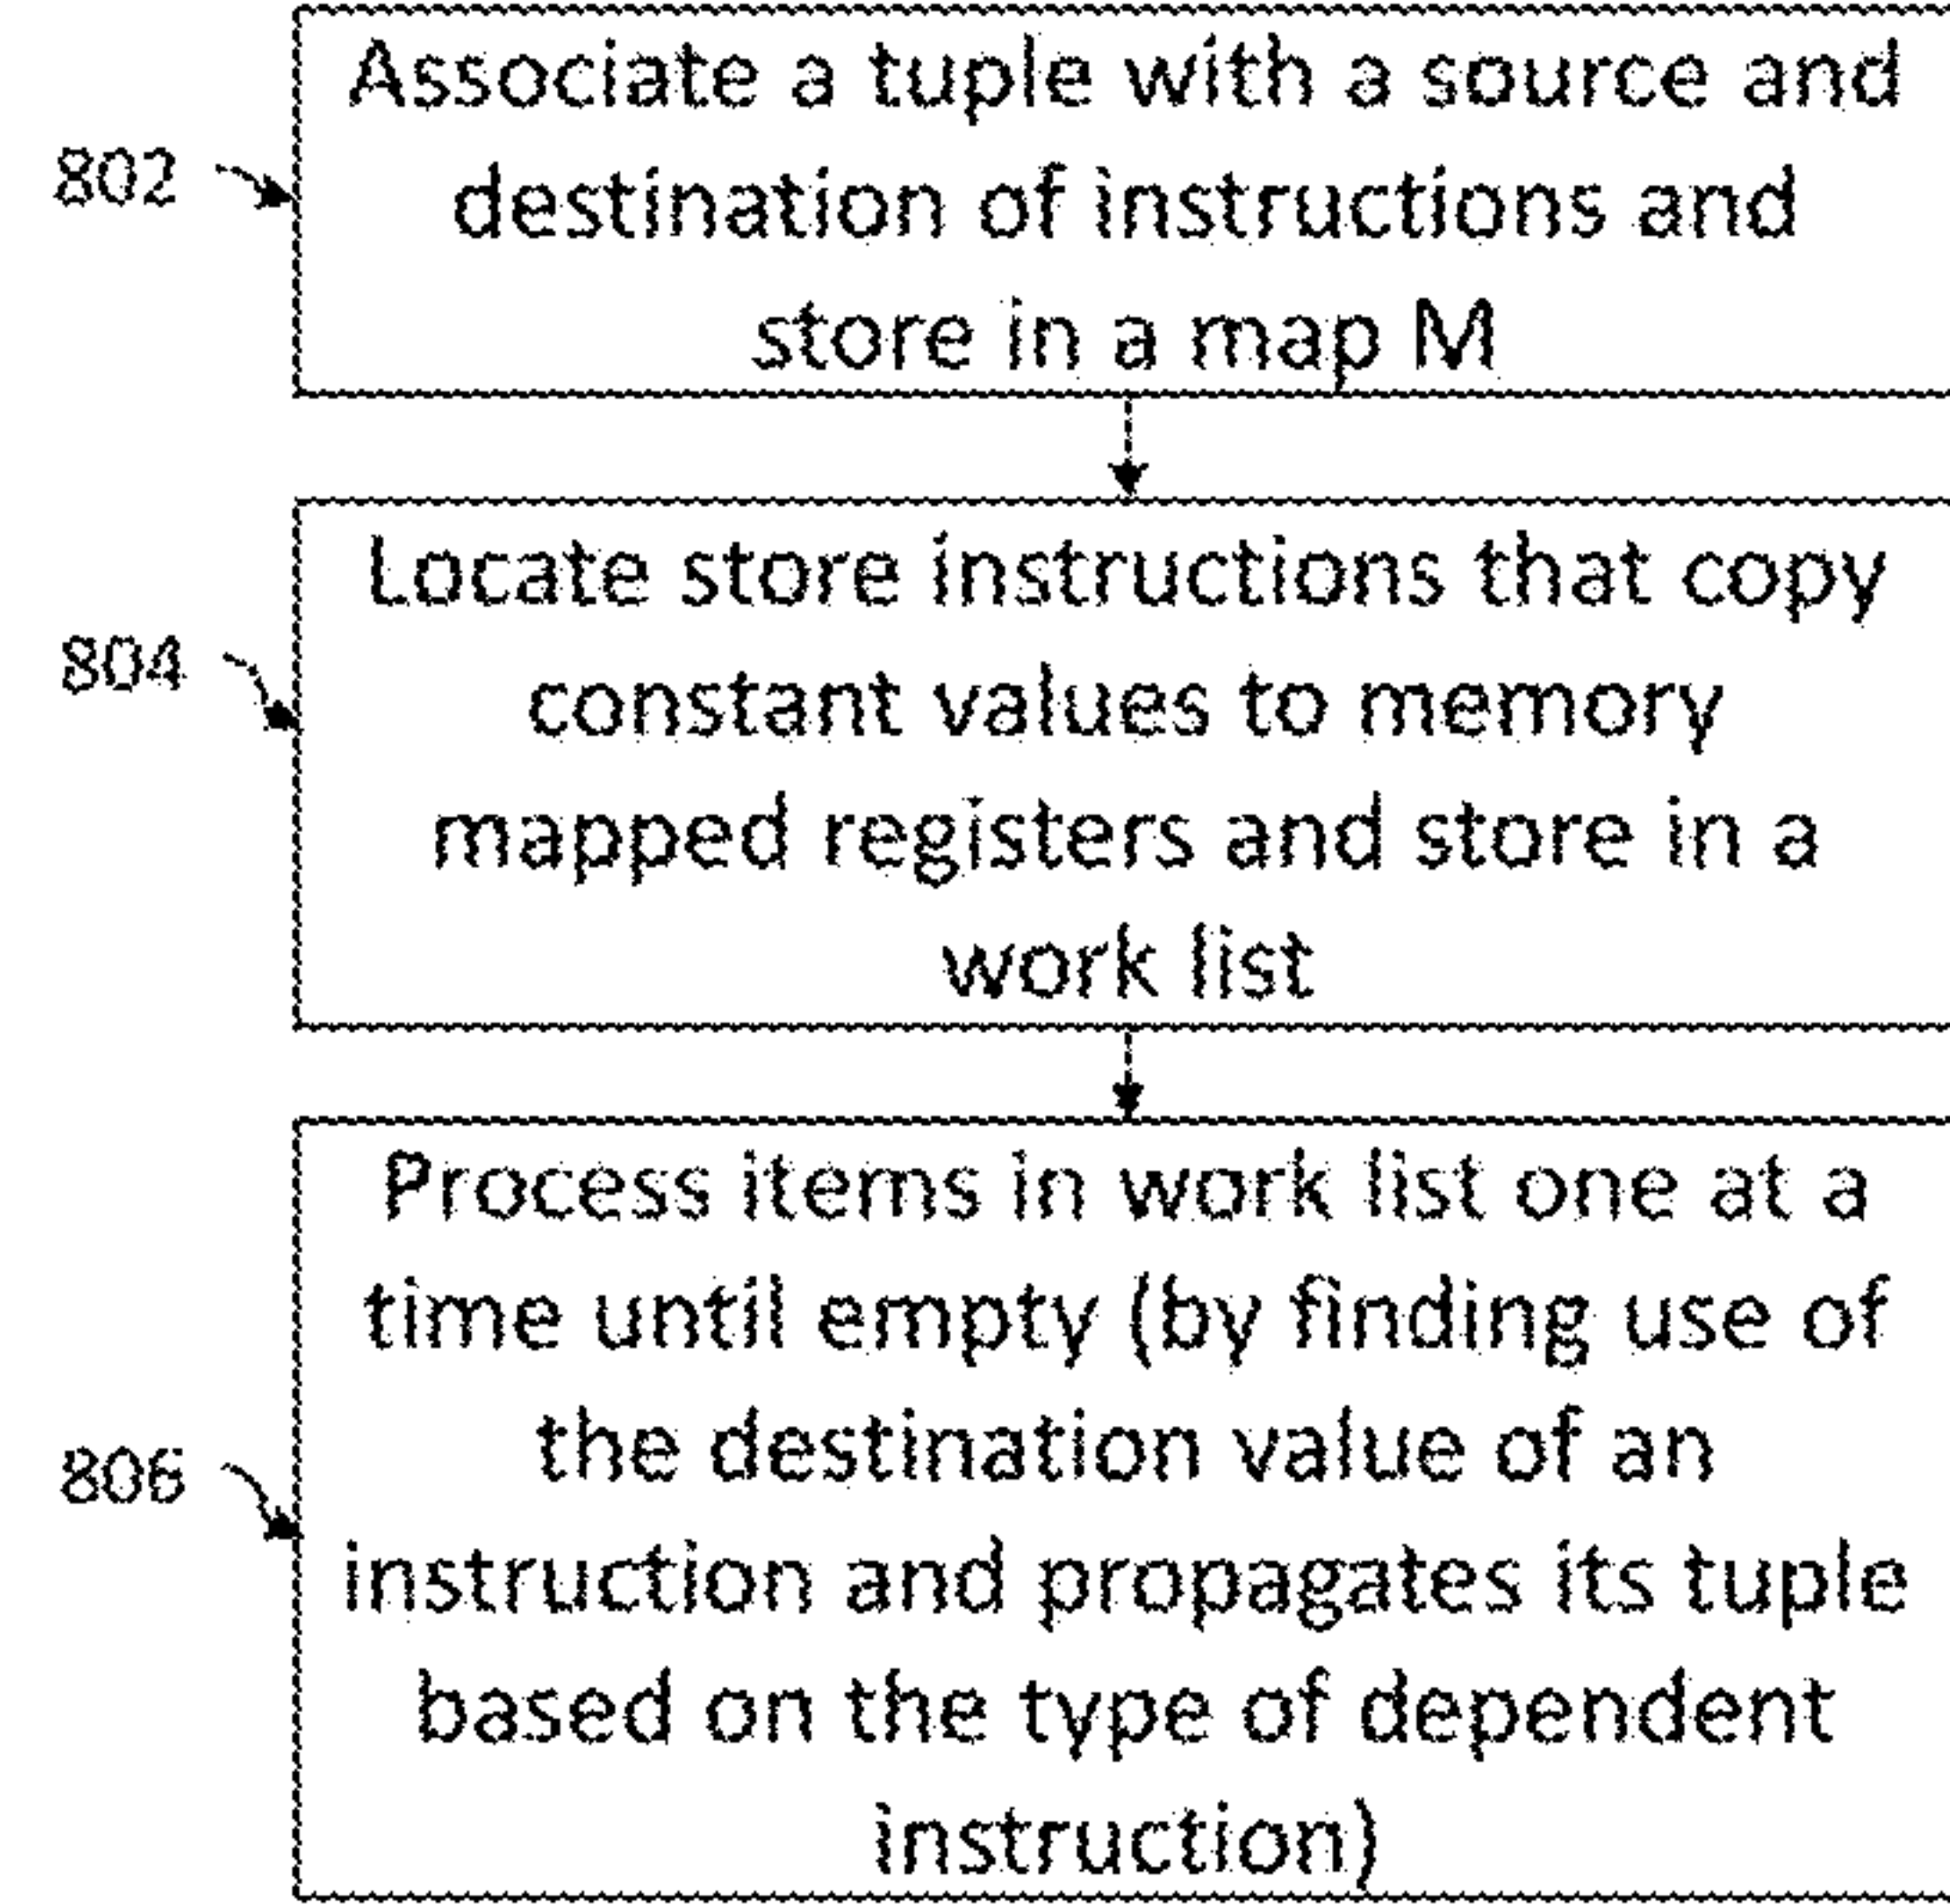 Associate a tuple with a source and
802
destination of instructions and
store in a map M
Locate store instructions that copy
804
constant values to memory
mapped registers and store in a
work list
Process items in work list one at a
time until empty (by finding use of
the destination value of an
806
instruction and propagates its tuple
based on the type of dependent
instruction)